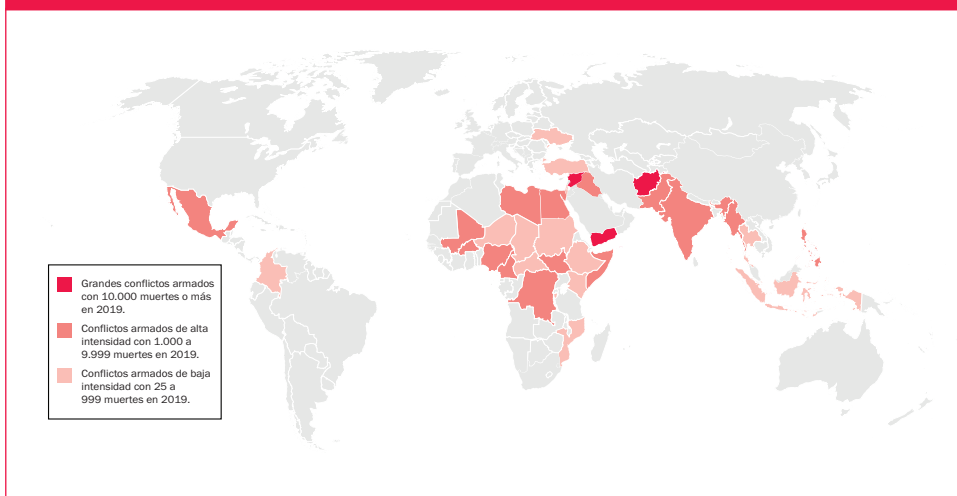 Grandes conflictos armados
con 10.000 muertes o más
en 2019.
Conflictos armados de alta
intensidad con 1.000 a
9.999 muertes en 2019.
Conflictos armados de baja
intensidad con 25 a
999 muertes en 2019.